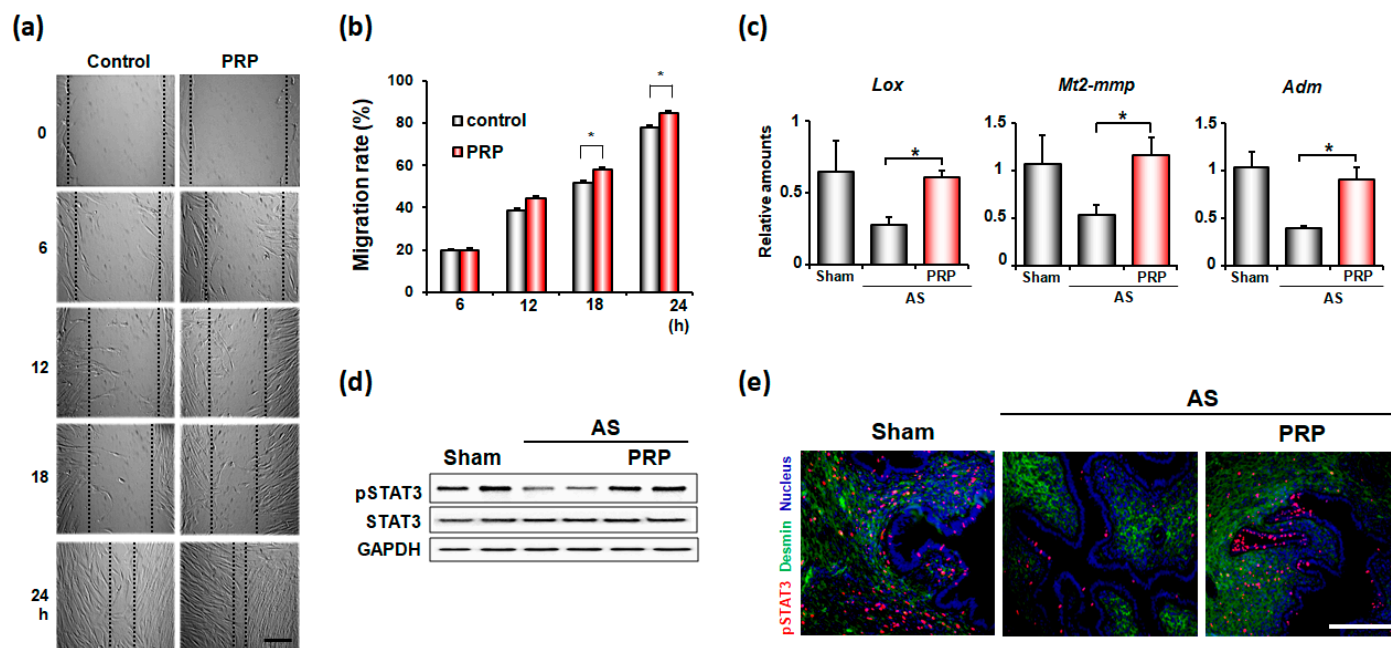 (a)
Control PRP
0
6
12
18
24
h
(b)
Migration rate (%)
100
80
60
40
20
0
control
PRP
*
*
6 12 18 24
(h)
(c)
Relative amounts
Lox
1
0.5
0
*
Sham PRP
AS
Mt2-mmp
1.5
1
0.5
0
*
Sham PRP
AS
Adm
1.5
1
0.5
0
*
Sham PRP
AS
(d)
AS
Sham PRP
pSTAT3
STAT3
GAPDH
(e)
AS
Sham PRP
pSTAT3 Desmin Nucleus